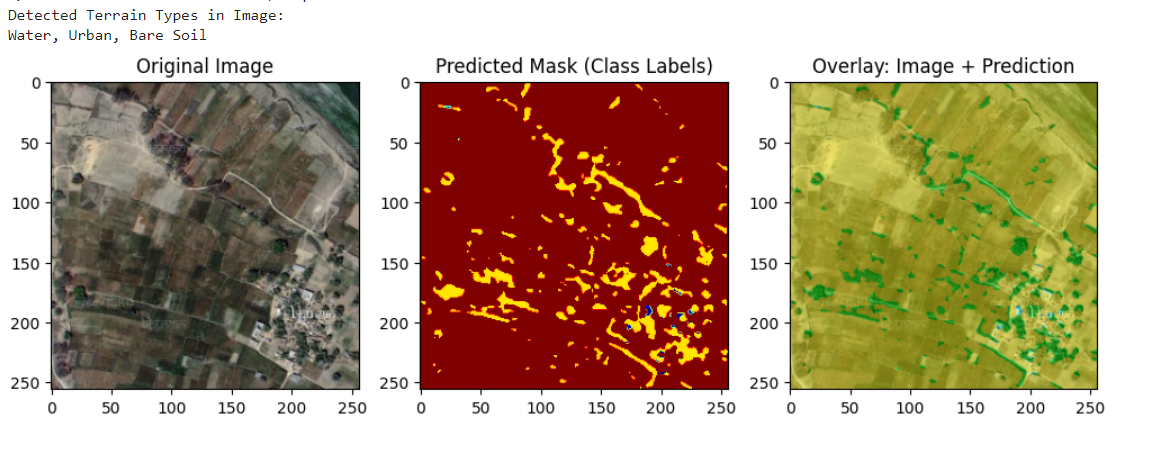 Detected Terrain Types in Image:
Water, Urban, Bare Soil
Original Image
Predicted Mask (Class Labels)
Overlay: Image + Prediction
0
50
100
150
200
250
0 50 100 150 200 250
0
50
100
150
200
250
0 50 100 150 200 250
0
50
100
150
200
250
0 50 100 150 200 250